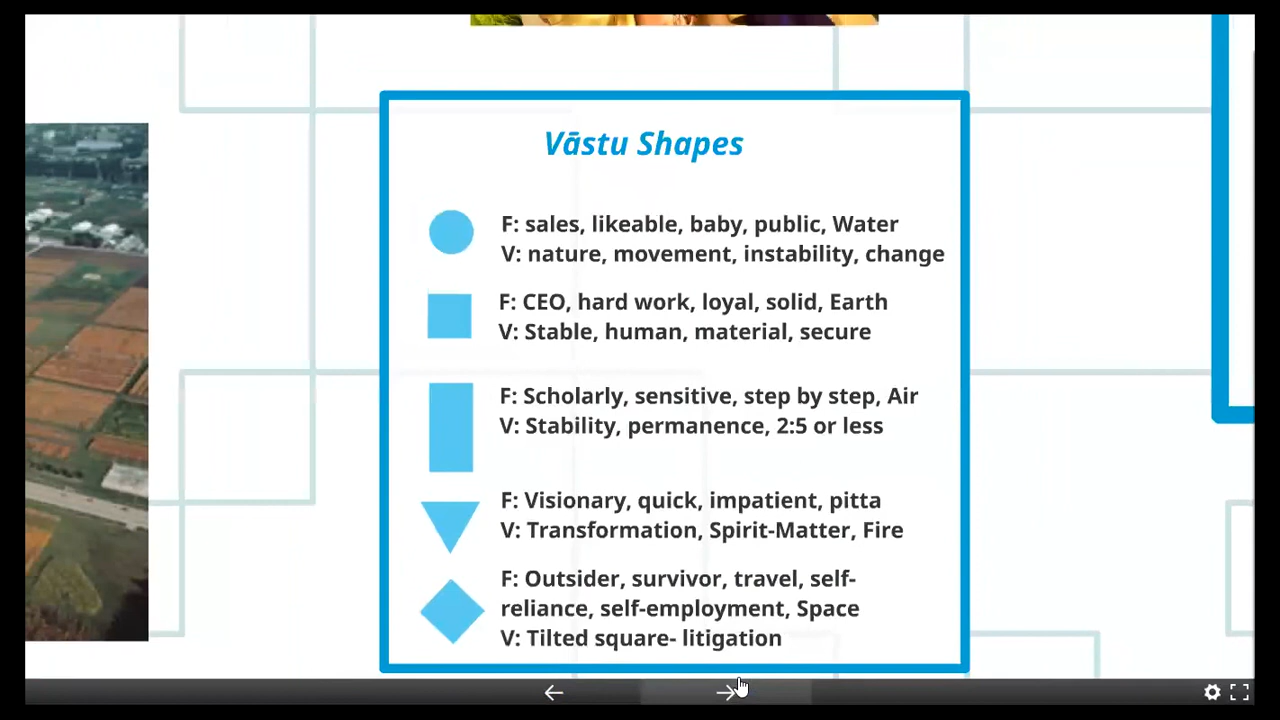 Vāstu Shapes
F: sales, likeable, baby, public, Water
V: nature, movement, instability, change
F: CEO, hard work, loyal, solid, Earth
V: Stable, human, material, secure
F: Scholarly, sensitive, step by step, Air
V: Stability, permanence, 2:5 or less
F: Visionary, quick, impatient, pitta
V: Transformation, Spirit-Matter, Fire
F: Outsider, survivor, travel, self-
reliance, self-employment, Space
V: Tilted square- litigation